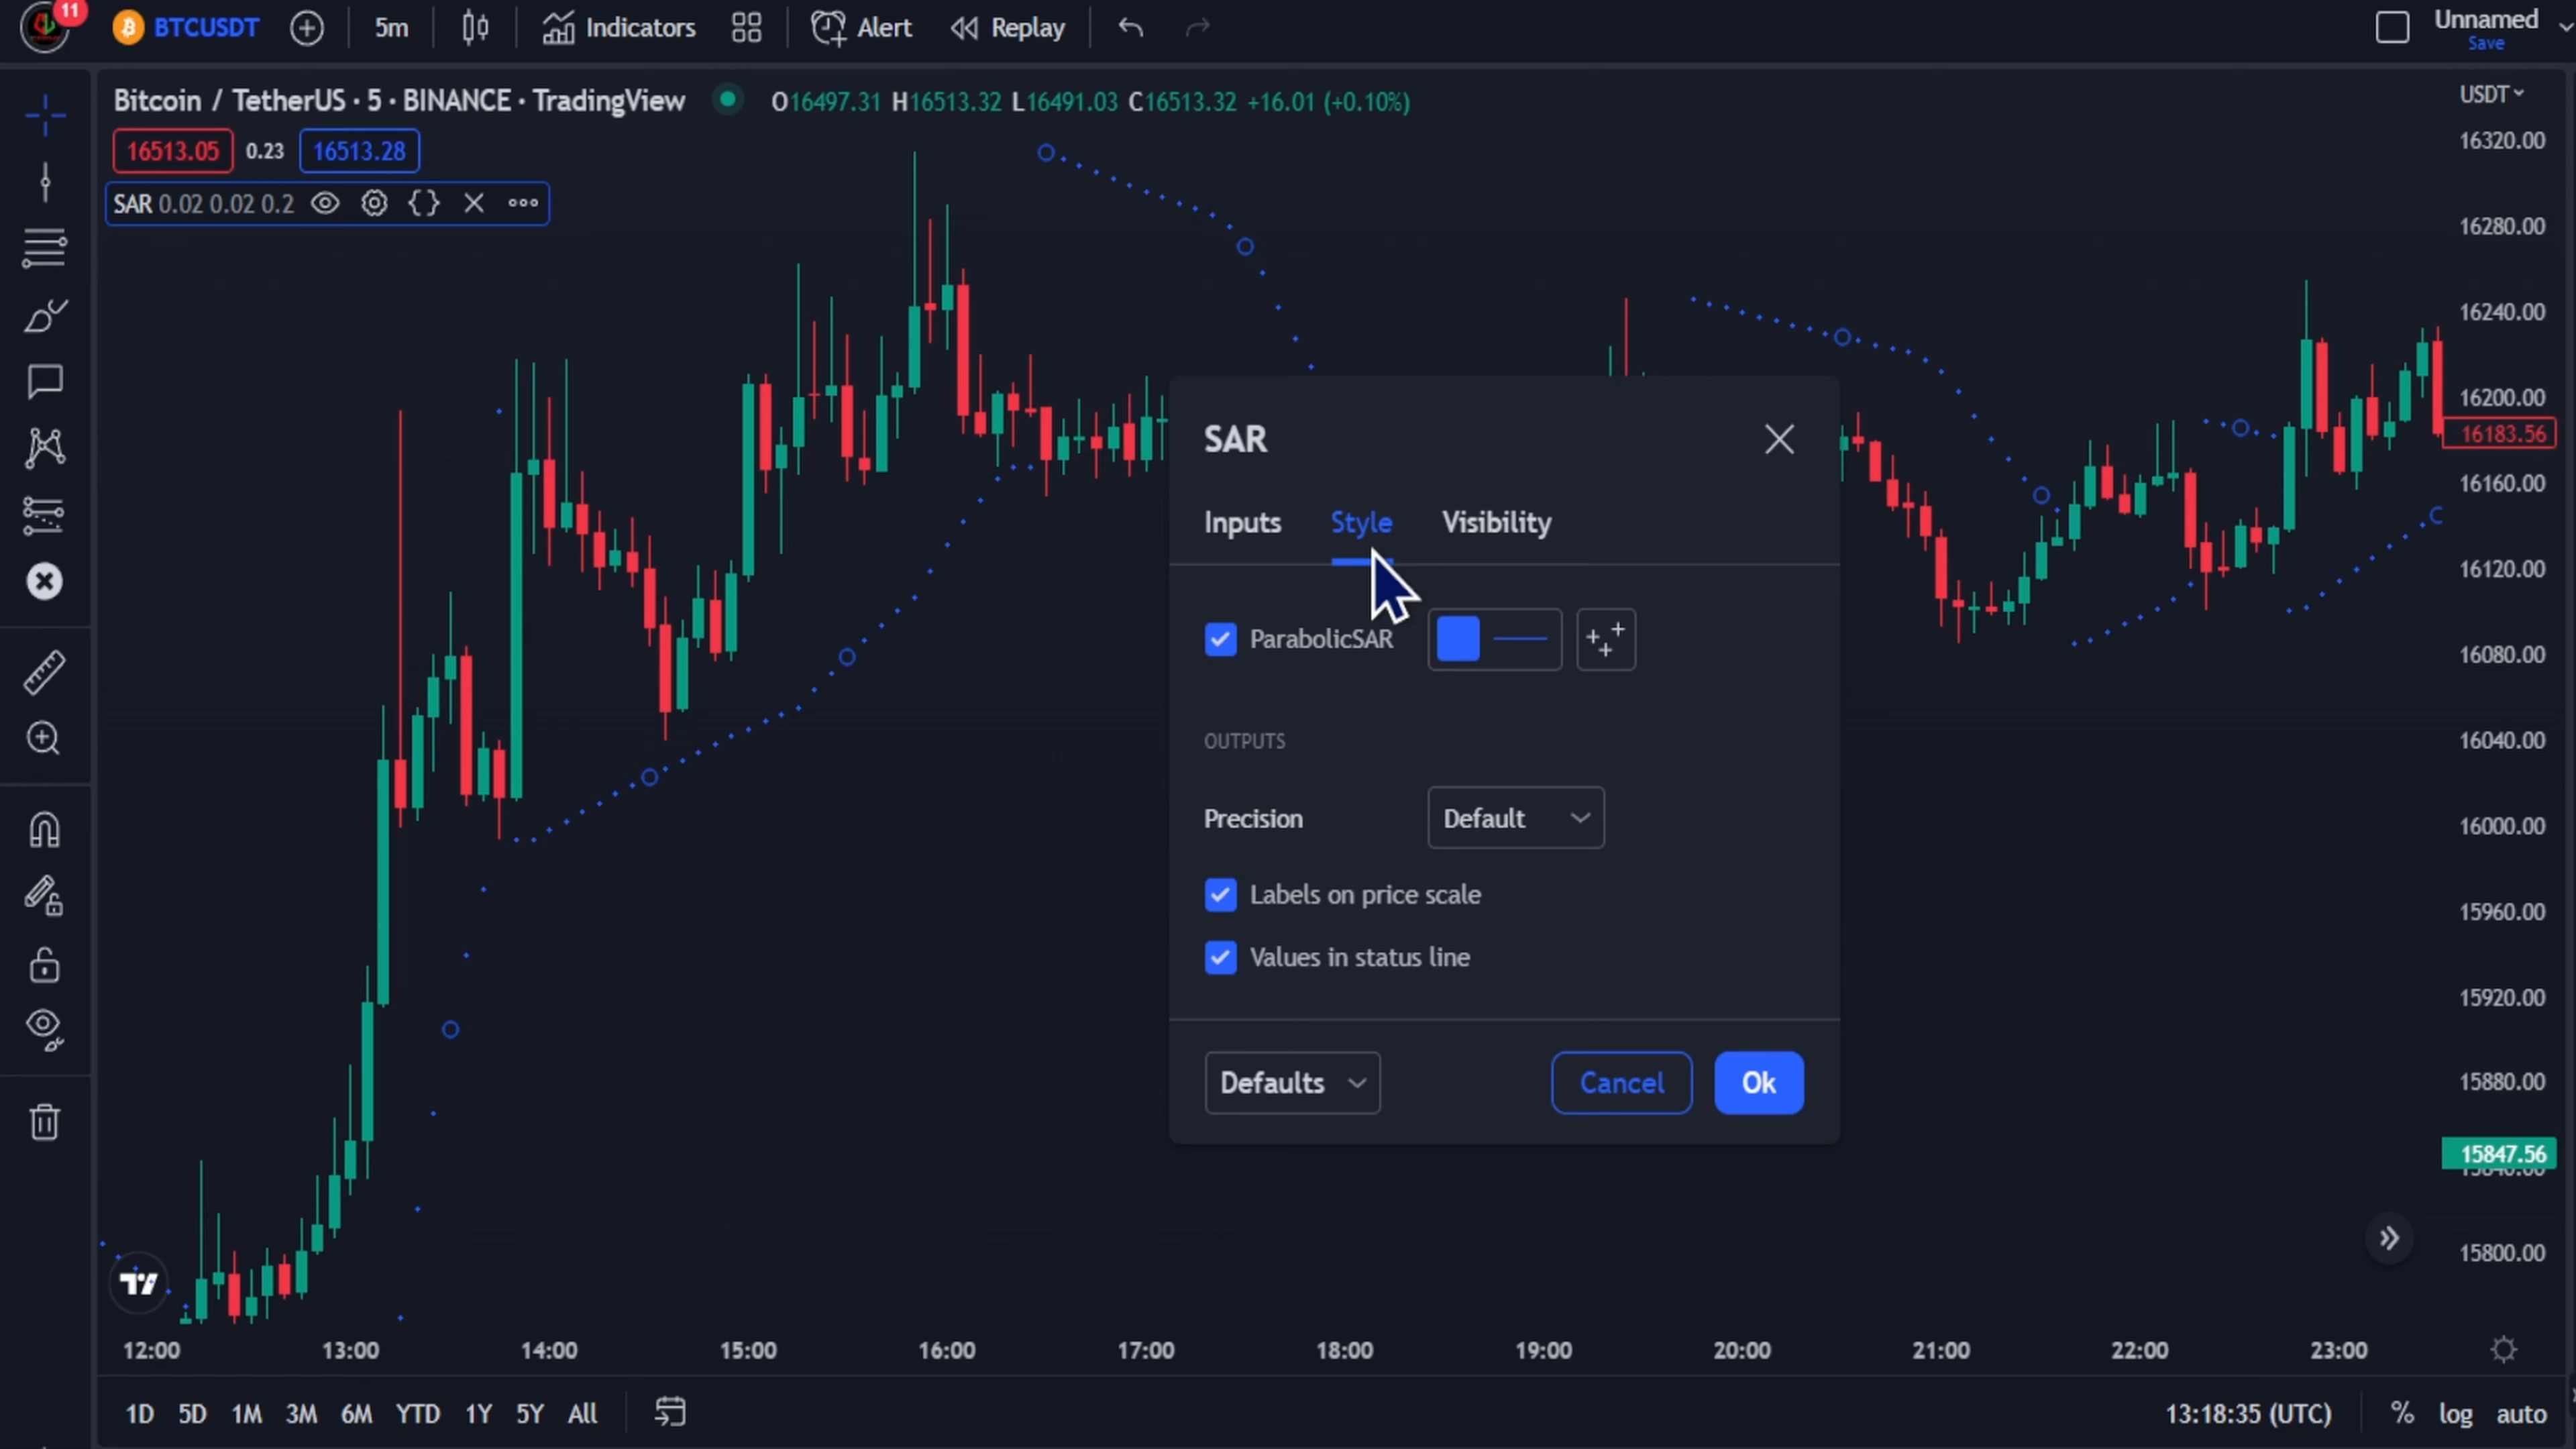 11
BTCUSDT 5m Indicators Alert Replay Unnamed
Save
Bitcoin / TetherUS · 5 · BINANCE · TradingView O16497.31 H16513.32 L16491.03 C16513.32 +16.01 (+0.10%)
USDT
16513.05 0.23 16513.28
SAR 0.02 0.02 0.2
16320.00
16280.00
16240.00
16200.00
16183.56
16160.00
16120.00
16080.00
16040.00
16000.00
15960.00
15920.00
15880.00
15847.56
15800.00
SAR
Inputs Style Visibility
ParabolicSAR
OUTPUTS
Precision Default
Labels on price scale
Values in status line
Defaults Cancel Ok
12:00 13:00 14:00 15:00 16:00 17:00 18:00 19:00 20:00 21:00 22:00 23:00
1D 5D 1M 3M 6M YTD 1Y 5Y All 13:18:35 (UTC) % log auto